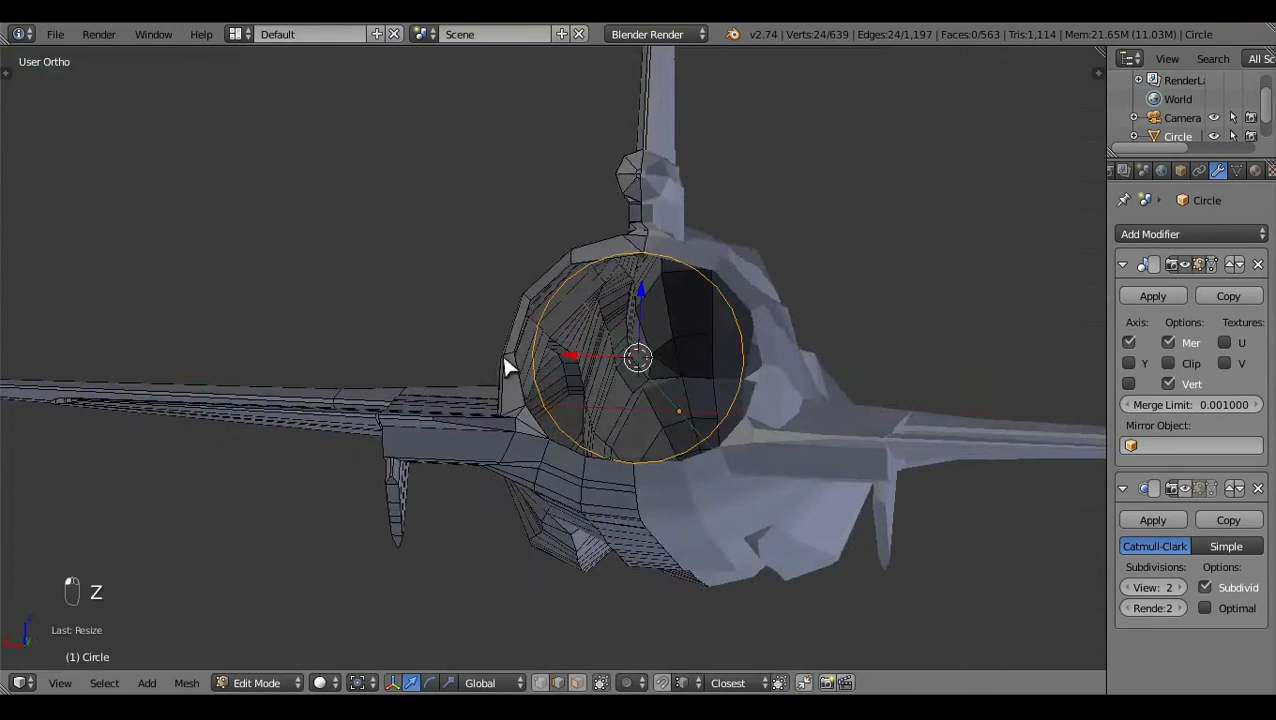 File Render Window Help Default Scene Blender Render v2.74 | Verts:24/639 | Edges:24/1,197 | Faces:0/563 | Tris:1,114 | Mem:21.65M (11.03M) | Circle
User Ortho
View Search All Sc
RenderLa
World
Camera
Circle
Circle
Add Modifier
Apply Copy
Axis: Options: Textures:
Mer U
Y Clip V
Vert
Merge Limit: 0.001000
Mirror Object:
Apply Copy
Catmull-Clark Simple
Subdivisions: Options:
View: 2 Subdivid
Rende:2 Optimal
Z
Last: Resize
(1) Circle
View Select Add Mesh Edit Mode Global Closest